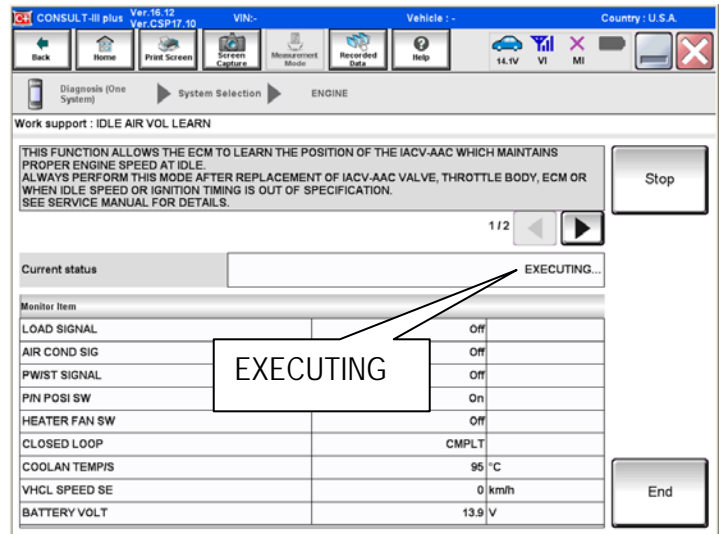 CONSULT-III plus Ver.16.12 Ver.CSP17.10 VIN:- Vehicle : - Country : U.S.A.
Back Home Print Screen Screen Capture Measurement Mode Recorded Data Help 14.1V VI MI
Diagnosis (One System) System Selection ENGINE
Work support : IDLE AIR VOL LEARN
THIS FUNCTION ALLOWS THE ECM TO LEARN THE POSITION OF THE IACV-AAC WHICH MAINTAINS
PROPER ENGINE SPEED AT IDLE.
ALWAYS PERFORM THIS MODE AFTER REPLACEMENT OF IACV-AAC VALVE, THROTTLE BODY, ECM OR
WHEN IDLE SPEED OR IGNITION TIMING IS OUT OF SPECIFICATION.
SEE SERVICE MANUAL FOR DETAILS.
Stop
1/2
Current status EXECUTING...
Monitor Item
LOAD SIGNAL Off
AIR COND SIG Off
PW/ST SIGNAL Off
P/N POSI SW On
HEATER FAN SW Off
CLOSED LOOP CMPLT
COOLAN TEMP/S 95 °C
VHCL SPEED SE 0 km/h
BATTERY VOLT 13.9 V
EXECUTING
End